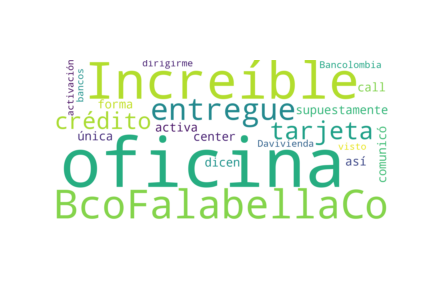 dirigirme
Bancolombia
activación
bancos
Increíble
call
forma
entregue
supuestamente
crédito
activa
tarjeta
comunicó
única
center
Davivienda
visto
oficina
dicen
así
BcoFalabellaCo